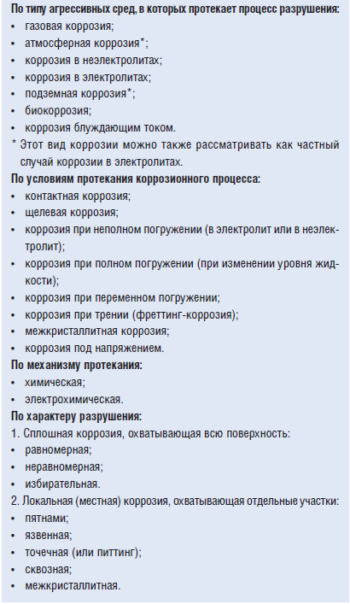 По типу агрессивных сред, в которых протекает процесс разрушения:
• газовая коррозия;
• атмосферная коррозия*;
• коррозия в неэлектролитах;
• коррозия в электролитах;
• подземная коррозия*;
• биокоррозия;
• коррозия блуждающим током.
* Этот вид коррозии можно также рассматривать как частный
случай коррозии в электролитах.
По условиям протекания коррозионного процесса:
• контактная коррозия;
• щелевая коррозия;
• коррозия при неполном погружении (в электролит или в неэлек-
тролит);
• коррозия при полном погружении (при изменении уровня жид-
кости);
• коррозия при переменном погружении;
• коррозия при трении (фреттинг-коррозия);
• межкристаллитная коррозия;
• коррозия под напряжением.
По механизму протекания:
• химическая;
• электрохимическая.
По характеру разрушения:
1. Сплошная коррозия, охватывающая всю поверхность:
• равномерная;
• неравномерная;
• избирательная.
2. Локальная (местная) коррозия, охватывающая отдельные участки:
• пятнами;
• язвенная;
• точечная (или питтинг);
• сквозная;
• межкристаллитная.